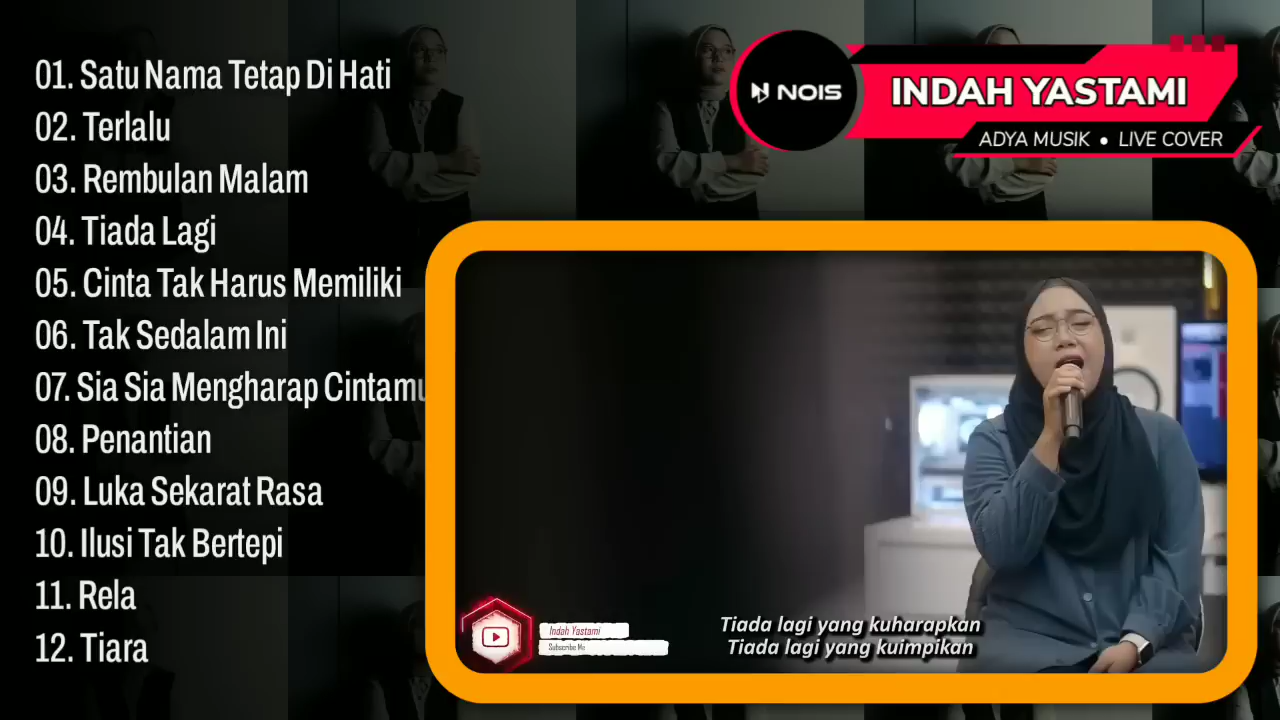 01. Satu Nama Tetap Di Hati
02. Terlalu
03. Rembulan Malam
04. Tiada Lagi
05. Cinta Tak Harus Memiliki
06. Tak Sedalam Ini
07. Sia Sia Mengharap Cintamu
08. Penantian
09. Luka Sekarat Rasa
10. Ilusi Tak Bertepi
11. Rela
12. Tiara
NOIS
INDAH YASTAMI
ADYA MUSIK • LIVE COVER
Indah Yastami
Subscribe Me
Tiada lagi yang kuharapkan
Tiada lagi yang kuimpikan